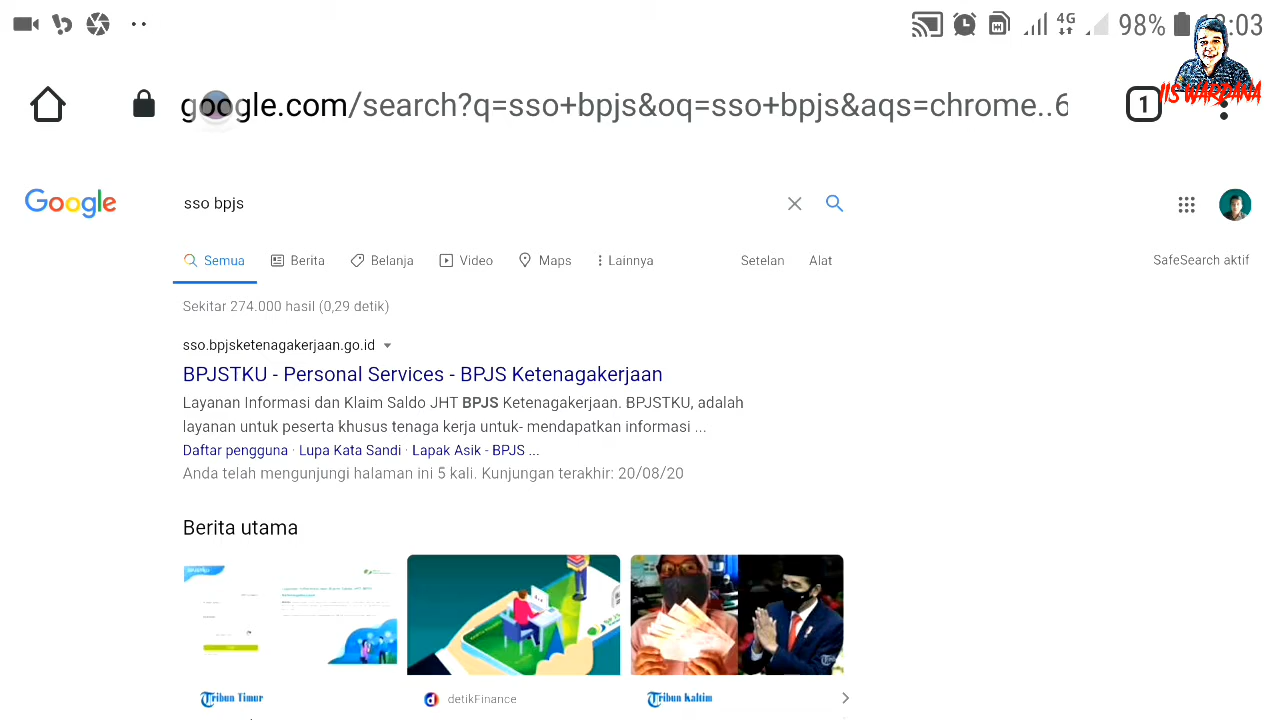 4G 98% :03
IIS WARDANA
google.com/search?q=sso+bpjs&oq=sso+bpjs&aqs=chrome..6
1
Google
sso bpjs
Semua Berita Belanja Video Maps Lainnya Setelan Alat SafeSearch aktif
Sekitar 274.000 hasil (0,29 detik)
sso.bpjsketenagakerjaan.go.id
BPJSTKU - Personal Services - BPJS Ketenagakerjaan
Layanan Informasi dan Klaim Saldo JHT BPJS Ketenagakerjaan. BPJSTKU, adalah
layanan untuk peserta khusus tenaga kerja untuk- mendapatkan informasi ...
Daftar pengguna · Lupa Kata Sandi · Lapak Asik - BPJS ...
Anda telah mengunjungi halaman ini 5 kali. Kunjungan terakhir: 20/08/20
Berita utama
Tribun Timur
detikFinance
Tribun Kaltim